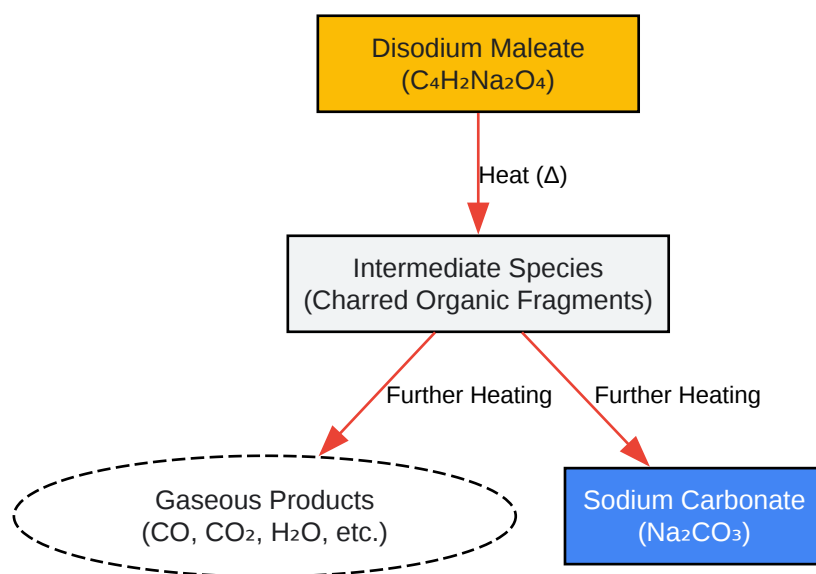 Disodium Maleate
(C₄H₂Na₂O₄)
Heat (Δ)
Intermediate Species
(Charred Organic Fragments)
Further Heating
Further Heating
Gaseous Products
(CO, CO₂, H₂O, etc.)
Sodium Carbonate
(Na₂CO₃)